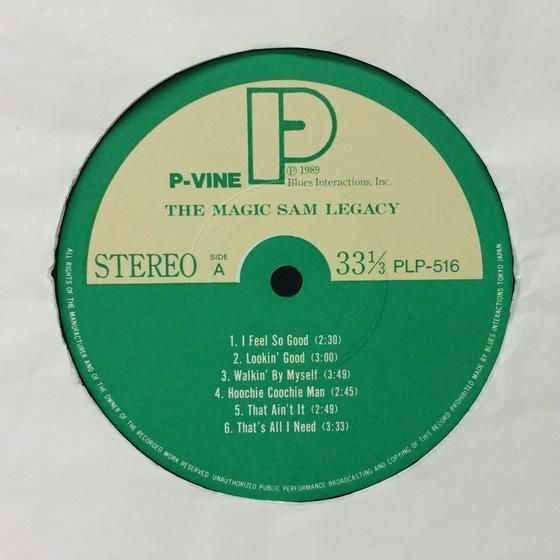 P
P-VINE
℗ 1989
Blues Interactions, Inc.
THE MAGIC SAM LEGACY
STEREO SIDE A 33⅓ PLP-516
1. I Feel So Good (2:30)
2. Lookin' Good (3:00)
3. Walkin' By Myself (3:49)
4. Hoochie Coochie Man (2:45)
5. That Ain't It (2:49)
6. That's All I Need (3:33)
ALL RIGHTS OF THE MANUFACTURER AND OF THE OWNER OF THE RECORDED WORK RESERVED. UNAUTHORIZED PUBLIC PERFORMANCE BROADCASTING AND COPYING OF THIS RECORD PROHIBITED MADE BY BLUES INTERACTIONS TOKYO JAPAN